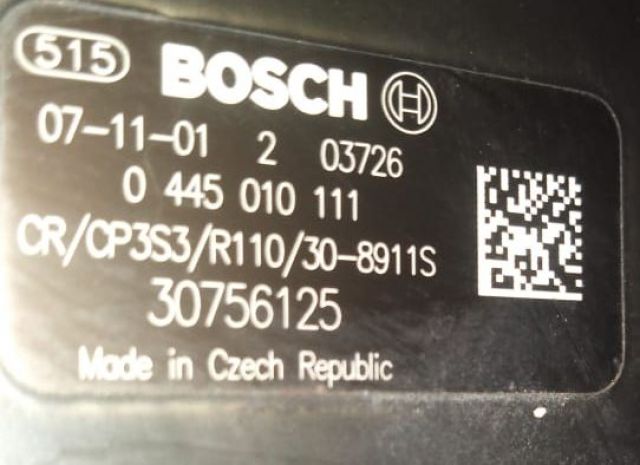 515 BOSCH
07-11-01 2 03726
0 445 010 111
CR/CP3S3/R110/30-8911S
30756125
Made in Czech Republic